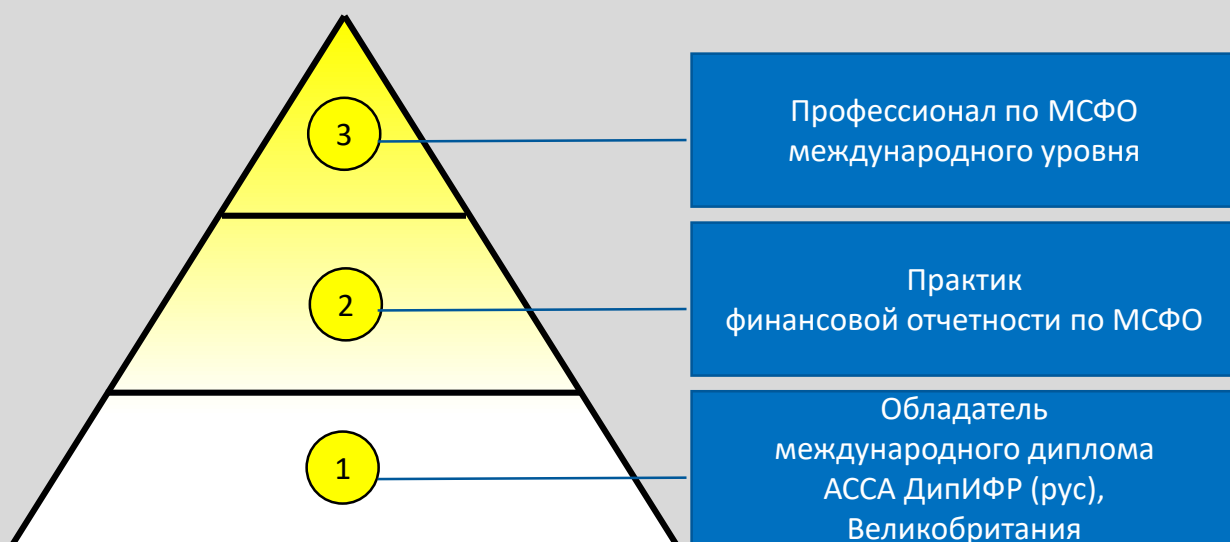 3
Профессионал по МСФО
международного уровня
2
Практик
финансовой отчетности по МСФО
1
Обладатель
международного диплома
АССА ДипИФР (рус),
Великобритания